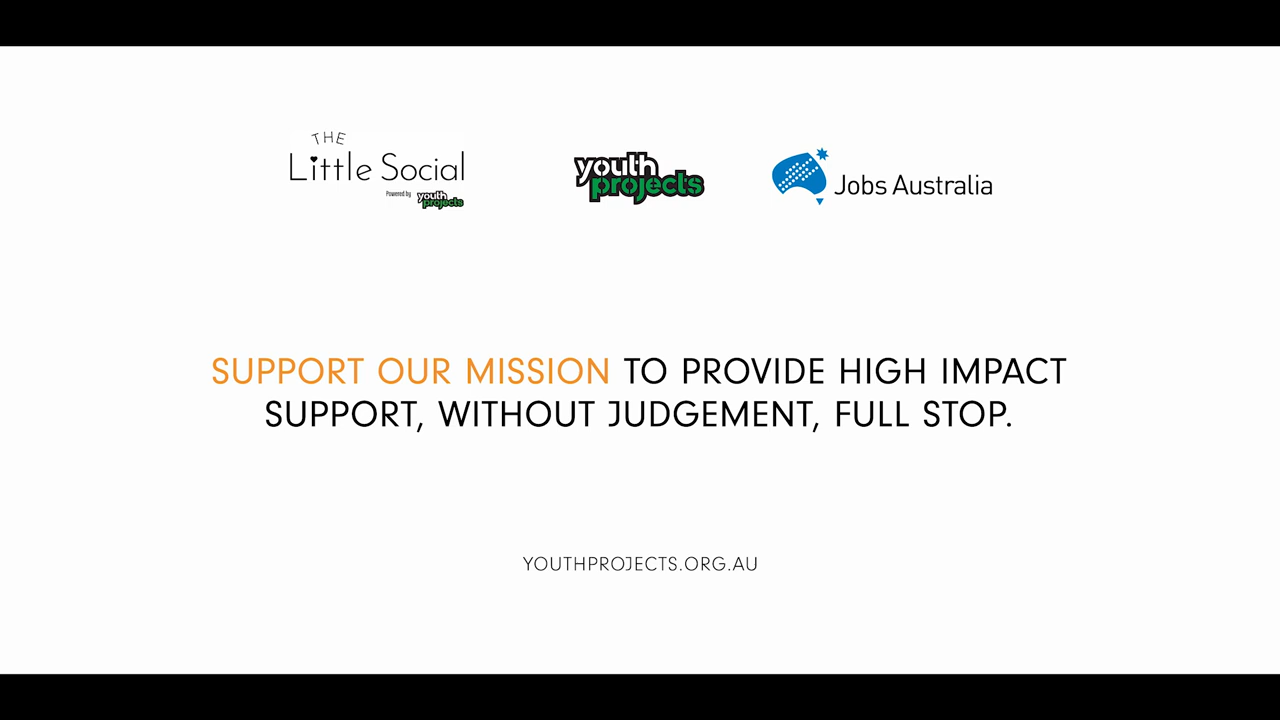 THE
Little Social
Powered by youth projects
youth projects
Jobs Australia
SUPPORT OUR MISSION TO PROVIDE HIGH IMPACT
SUPPORT, WITHOUT JUDGEMENT, FULL STOP.
YOUTHPROJECTS.ORG.AU